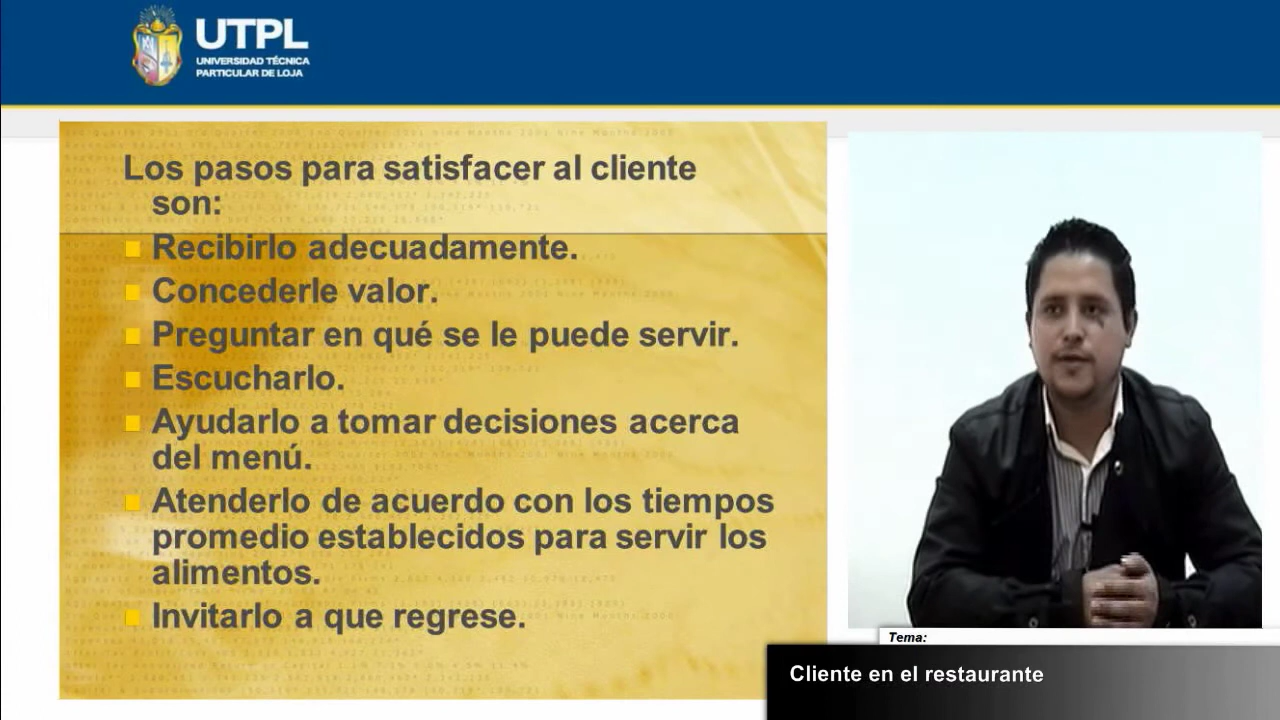 UTPL
UNIVERSIDAD TÉCNICA
PARTICULAR DE LOJA
Los pasos para satisfacer al cliente
son:
Recibirlo adecuadamente.
Concederle valor.
Preguntar en qué se le puede servir.
Escucharlo.
Ayudarlo a tomar decisiones acerca
del menú.
Atenderlo de acuerdo con los tiempos
promedio establecidos para servir los
alimentos.
Invitarlo a que regrese.
Tema:
Cliente en el restaurante